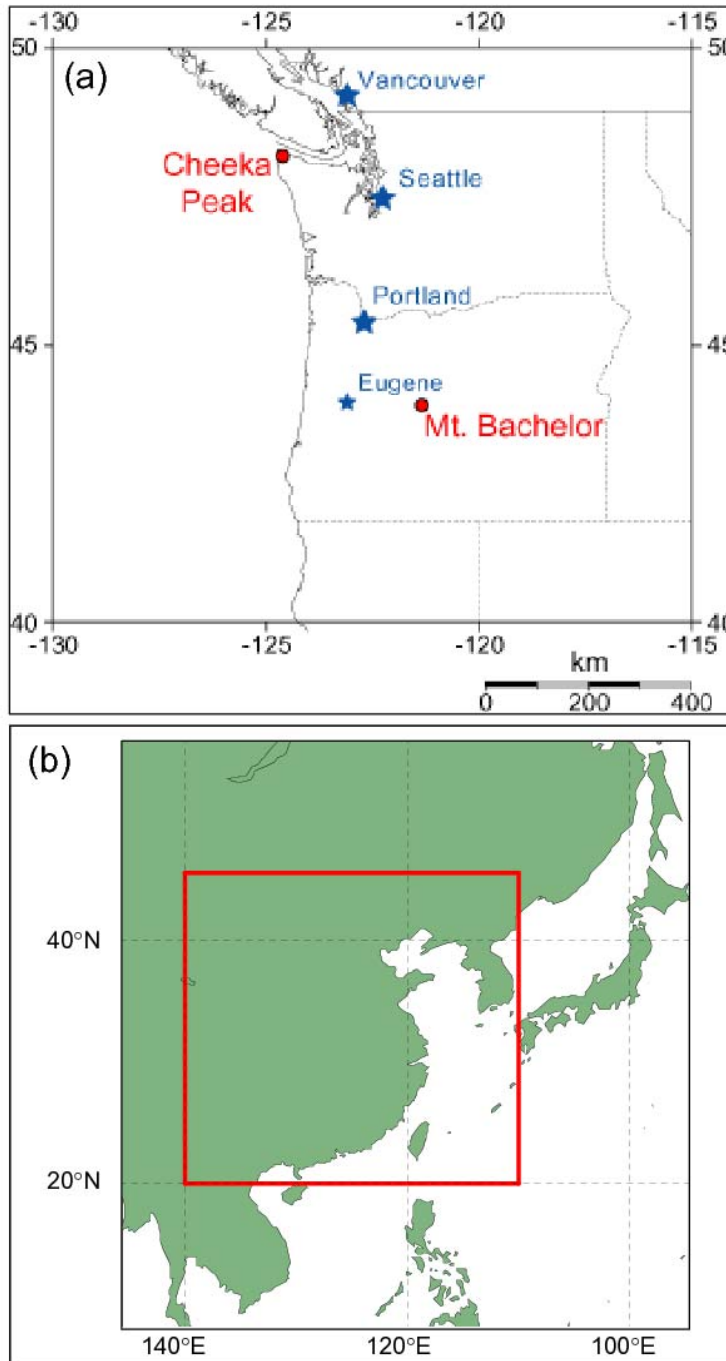 -130 -125 -120 -115
50
(a)
Vancouver
Cheeka
Peak
Seattle
Portland
45 45
Eugene
Mt. Bachelor
40 40
-130 -125 -120 -115
km
0 200 400
(b)
40°N
20°N
140°E 120°E 100°E